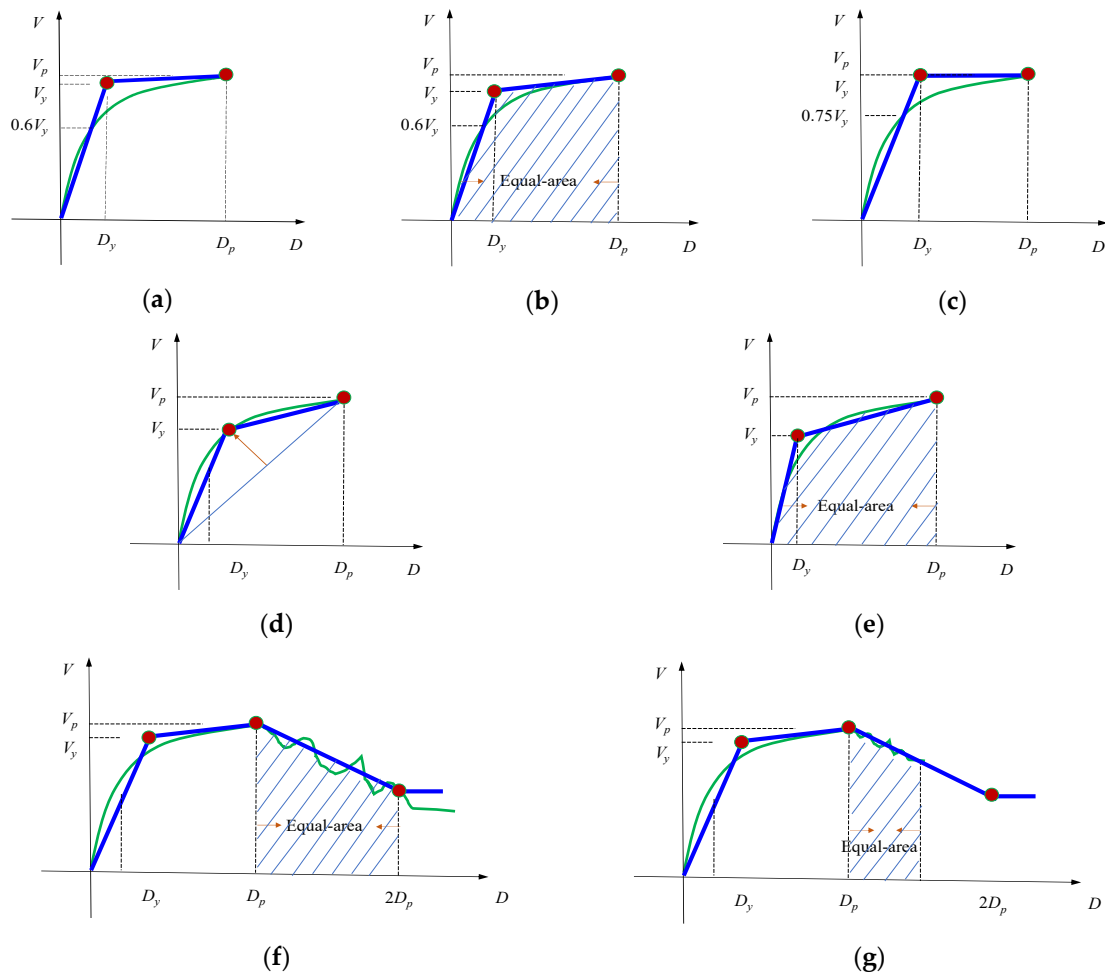 V V V
V_p V_p V_p
V_y V_y V_y
0.6V_y 0.6V_y 0.75V_y
Equal-area
D_y D_p D D_y D_p D D_y D_p D
(a) (b) (c)
V V
V_p V_p
V_y V_y
Equal-area
D_y D_p D D_y D_p D
(d) (e)
V V
V_p V_p
V_y V_y
Equal-area Equal-area
D_y D_p 2D_p D D_y D_p 2D_p D
(f) (g)